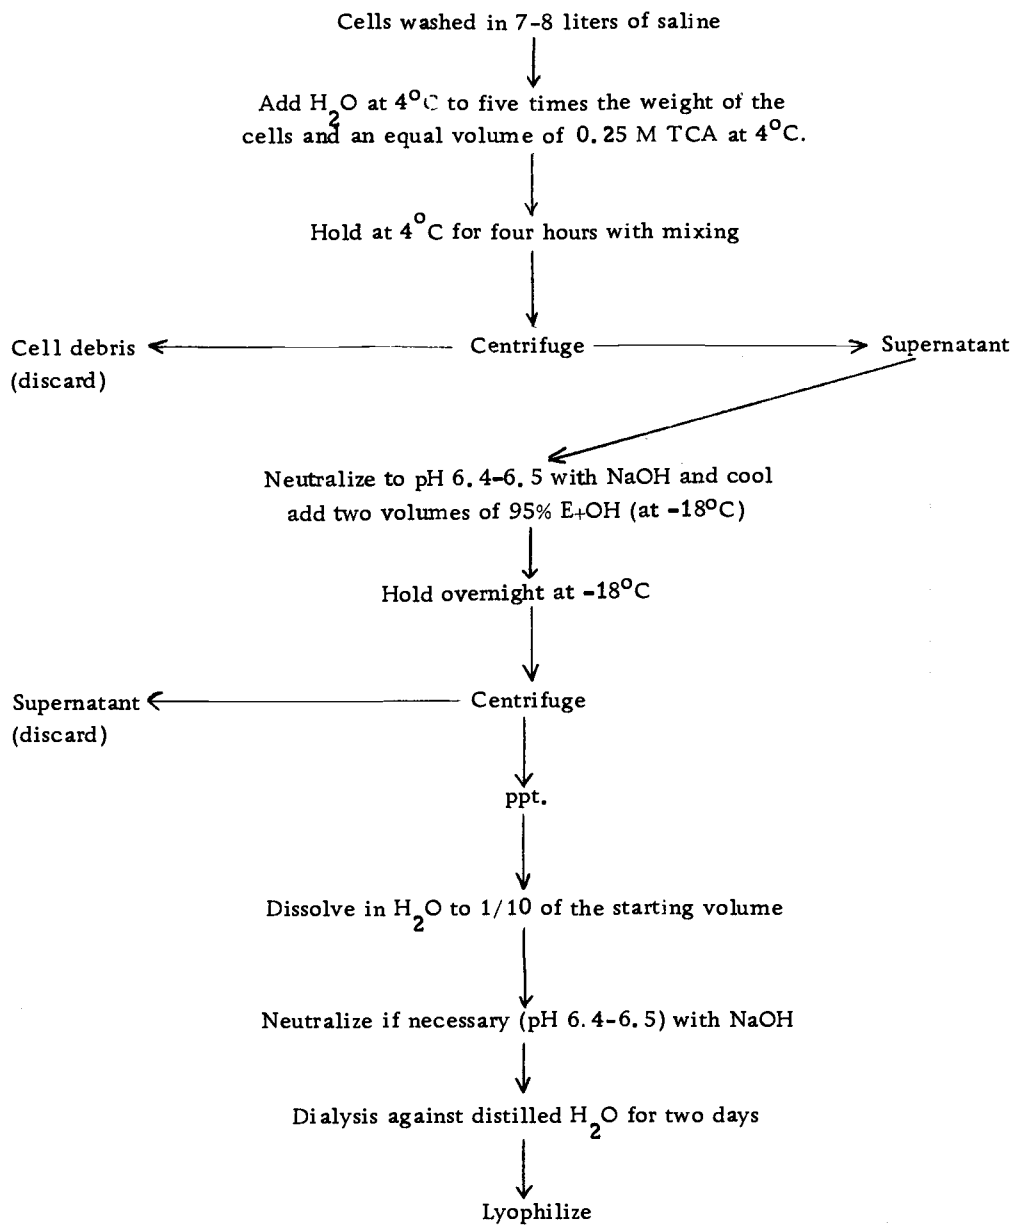 Cells washed in 7-8 liters of saline
Add H₂O at 4°C to five times the weight of the
cells and an equal volume of 0.25 M TCA at 4°C.
Hold at 4°C for four hours with mixing
Cell debris Centrifuge Supernatant
(discard)
Neutralize to pH 6.4-6.5 with NaOH and cool
add two volumes of 95% E+OH (at -18°C)
Hold overnight at -18°C
Supernatant Centrifuge
(discard)
ppt.
Dissolve in H₂O to 1/10 of the starting volume
Neutralize if necessary (pH 6.4-6.5) with NaOH
Dialysis against distilled H₂O for two days
Lyophilize